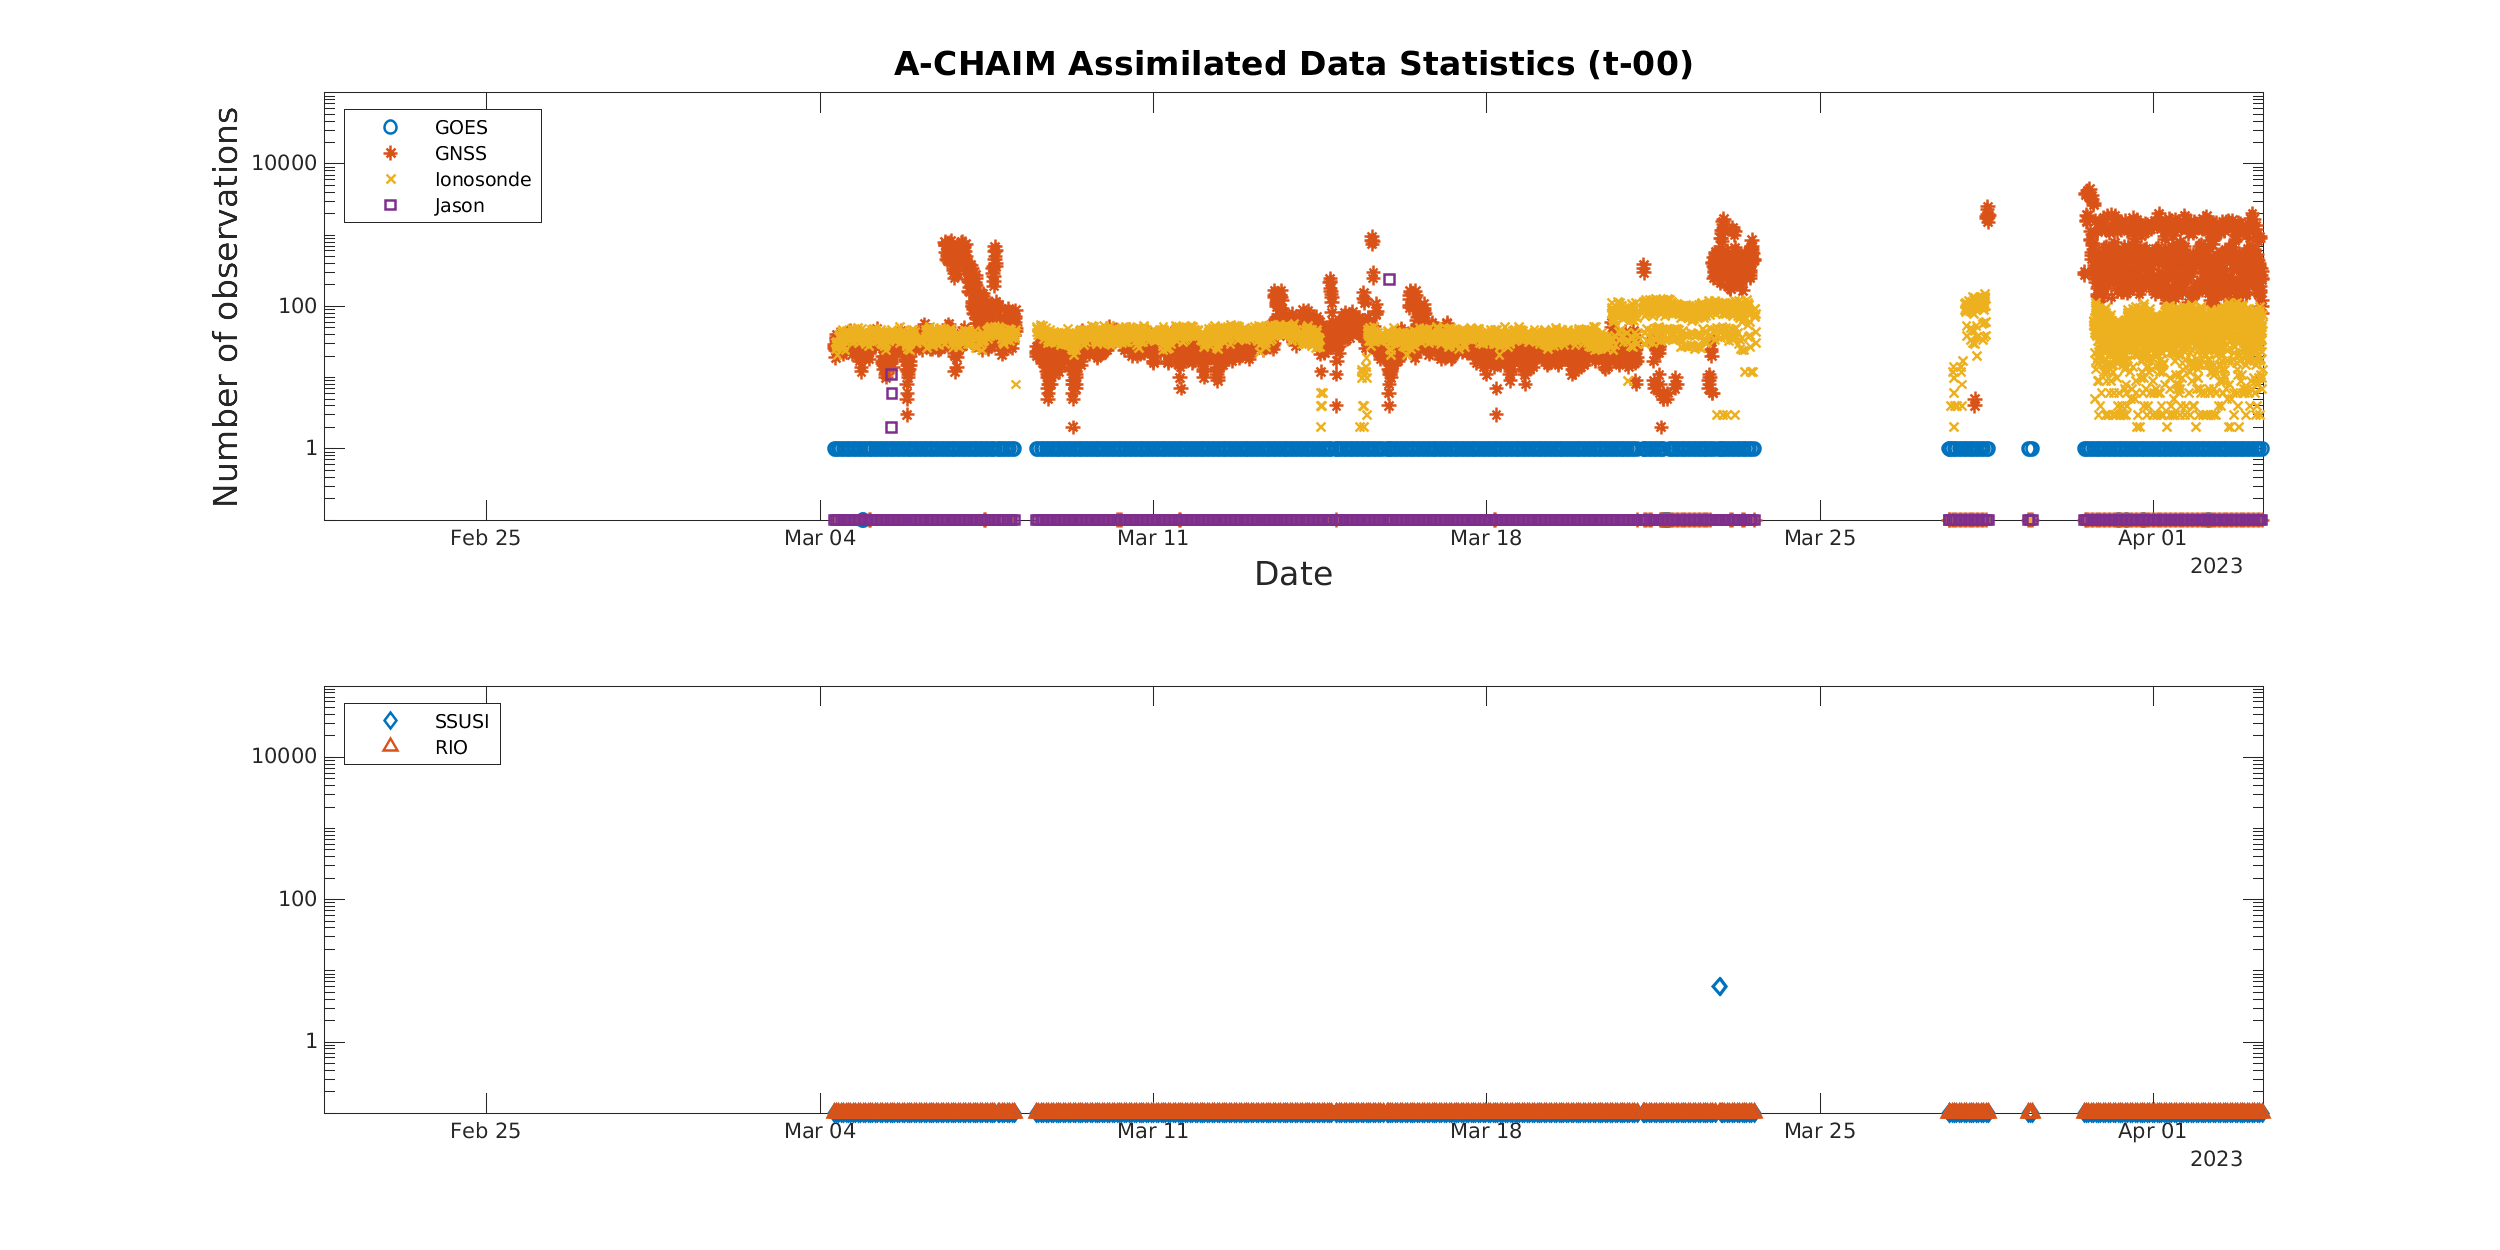 A-CHAIM Assimilated Data Statistics (t-00)
Number of observations
GOES
GNSS
Ionosonde
Jason
10000
100
1
Feb 25 Mar 04 Mar 11 Mar 18 Mar 25 Apr 01
2023
Date
SSUSI
RIO
10000
100
1
Feb 25 Mar 04 Mar 11 Mar 18 Mar 25 Apr 01
2023